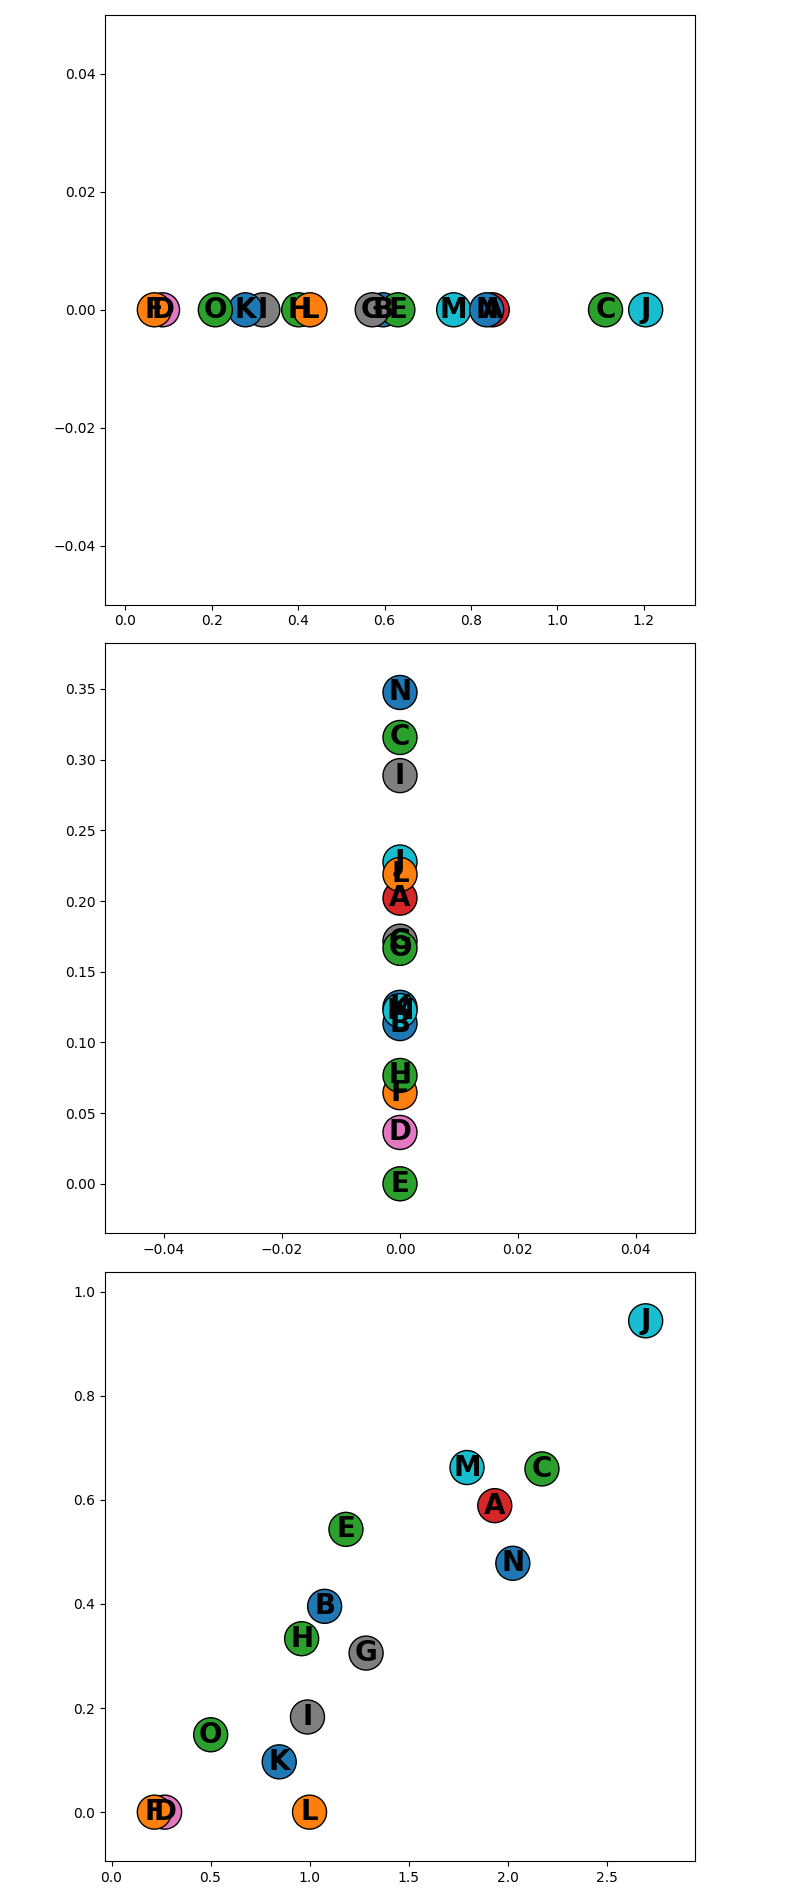 0.04
0.02
0.00
−0.02
−0.04
F D O K I H L G B E M N A C J
0.0 0.2 0.4 0.6 0.8 1.0 1.2
0.35
N
C
0.30
I
0.25
J
L
0.20
A
G
O
0.15
K
M
B
0.10
H
F
0.05
D
0.00
E
−0.04 −0.02 0.00 0.02 0.04
1.0
J
0.8
M C
0.6
A
E
N
0.4
B
H
G
0.2
I
O
K
0.0
F D L
0.0 0.5 1.0 1.5 2.0 2.5